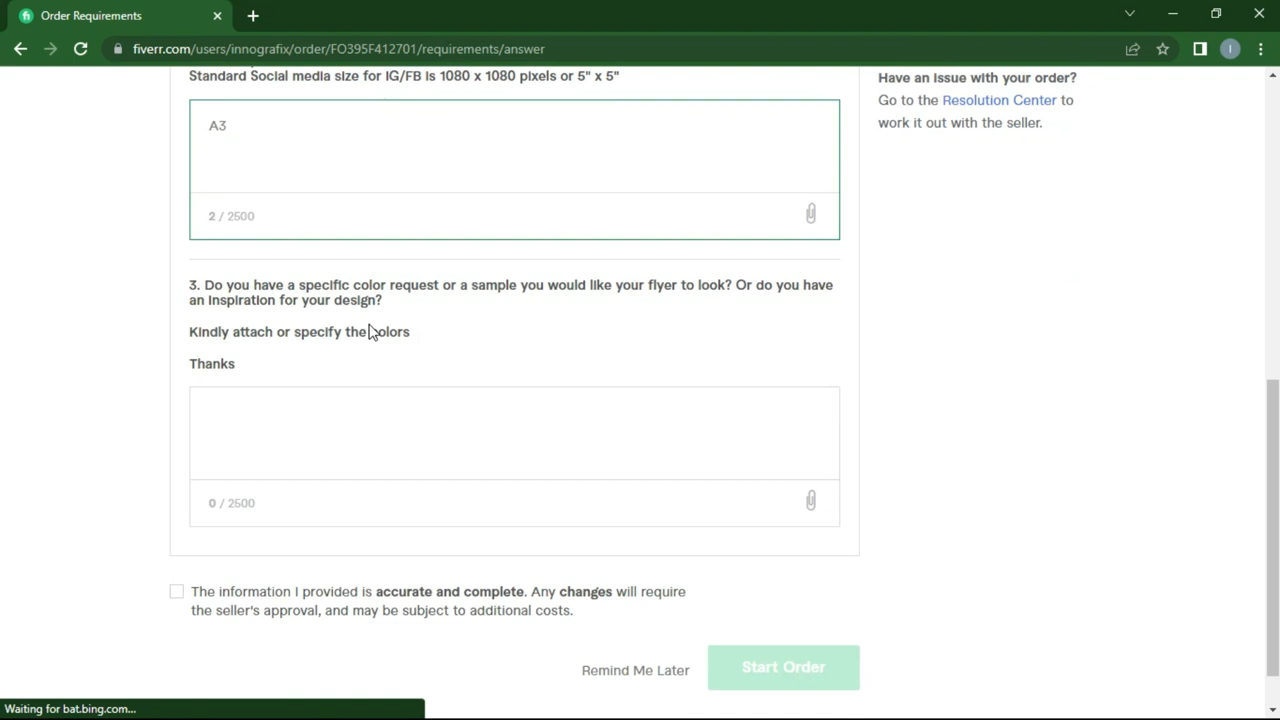 Order Requirements
fiverr.com/users/innografix/order/FO395F412701/requirements/answer
I
Standard Social media size for IG/FB is 1080 x 1080 pixels or 5" x 5"
A3
2 / 2500
3. Do you have a specific color request or a sample you would like your flyer to look? Or do you have
an inspiration for your design?
Kindly attach or specify the colors
Thanks
0 / 2500
The information I provided is accurate and complete. Any changes will require
the seller's approval, and may be subject to additional costs.
Remind Me Later
Start Order
Have an issue with your order?
Go to the Resolution Center to
work it out with the seller.
Waiting for bat.bing.com...